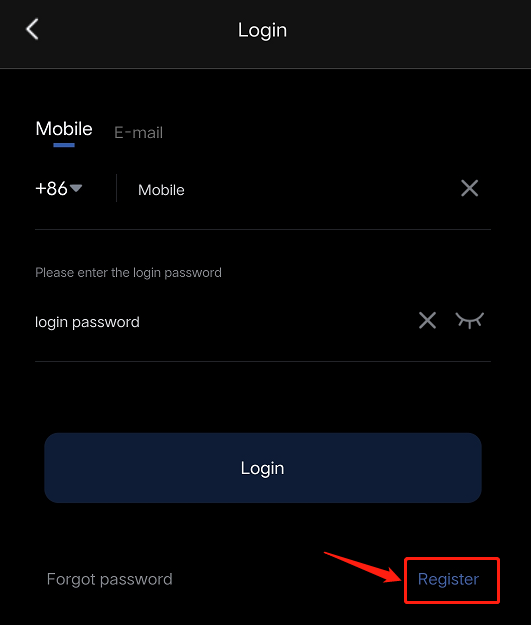 Login
Mobile E-mail
+86 Mobile
Please enter the login password
login password
Login
Forgot password Register